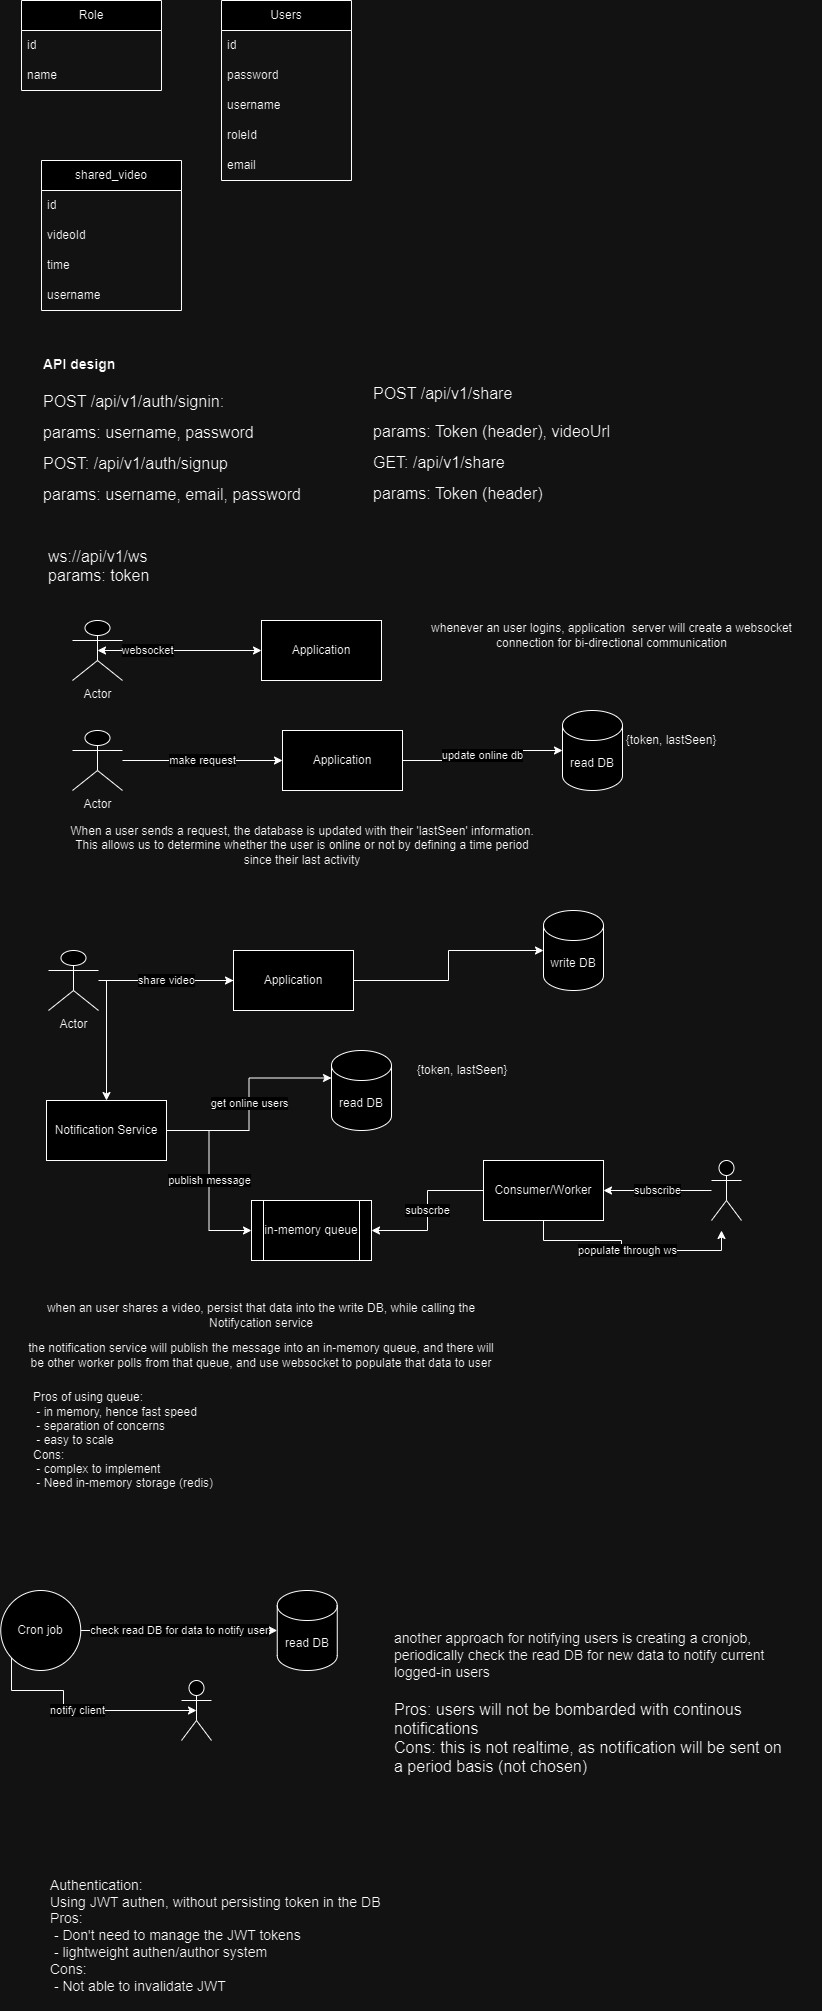 Role
id
name
Users
id
password
username
roleId
email
shared_video
id
videoId
time
username
API design
POST /api/v1/auth/signin:
params: username, password
POST: /api/v1/auth/signup
params: username, email, password
POST /api/v1/share
params: Token (header), videoUrl
GET: /api/v1/share
params: Token (header)
ws://api/v1/ws
params: token
Actor
websocket
Application
whenever an user logins, application  server will create a websocket
connection for bi-directional communication
Actor
make request
Application
update online db
read DB
{token, lastSeen}
When a user sends a request, the database is updated with their 'lastSeen' information.
This allows us to determine whether the user is online or not by defining a time period
since their last activity
Actor
share video
Application
write DB
Notification Service
get online users
read DB
{token, lastSeen}
publish message
in-memory queue
subscrbe
Consumer/Worker
subscribe
populate through ws
when an user shares a video, persist that data into the write DB, while calling the
Notifycation service
the notification service will publish the message into an in-memory queue, and there will
be other worker polls from that queue, and use websocket to populate that data to user
Pros of using queue:
- in memory, hence fast speed
- separation of concerns
- easy to scale
Cons:
- complex to implement
- Need in-memory storage (redis)
Cron job
check read DB for data to notify user
read DB
notify client
another approach for notifying users is creating a cronjob,
periodically check the read DB for new data to notify current
logged-in users
Pros: users will not be bombarded with continous
notifications
Cons: this is not realtime, as notification will be sent on
a period basis (not chosen)
Authentication:
Using JWT authen, without persisting token in the DB
Pros:
- Don't need to manage the JWT tokens
- lightweight authen/author system
Cons:
- Not able to invalidate JWT